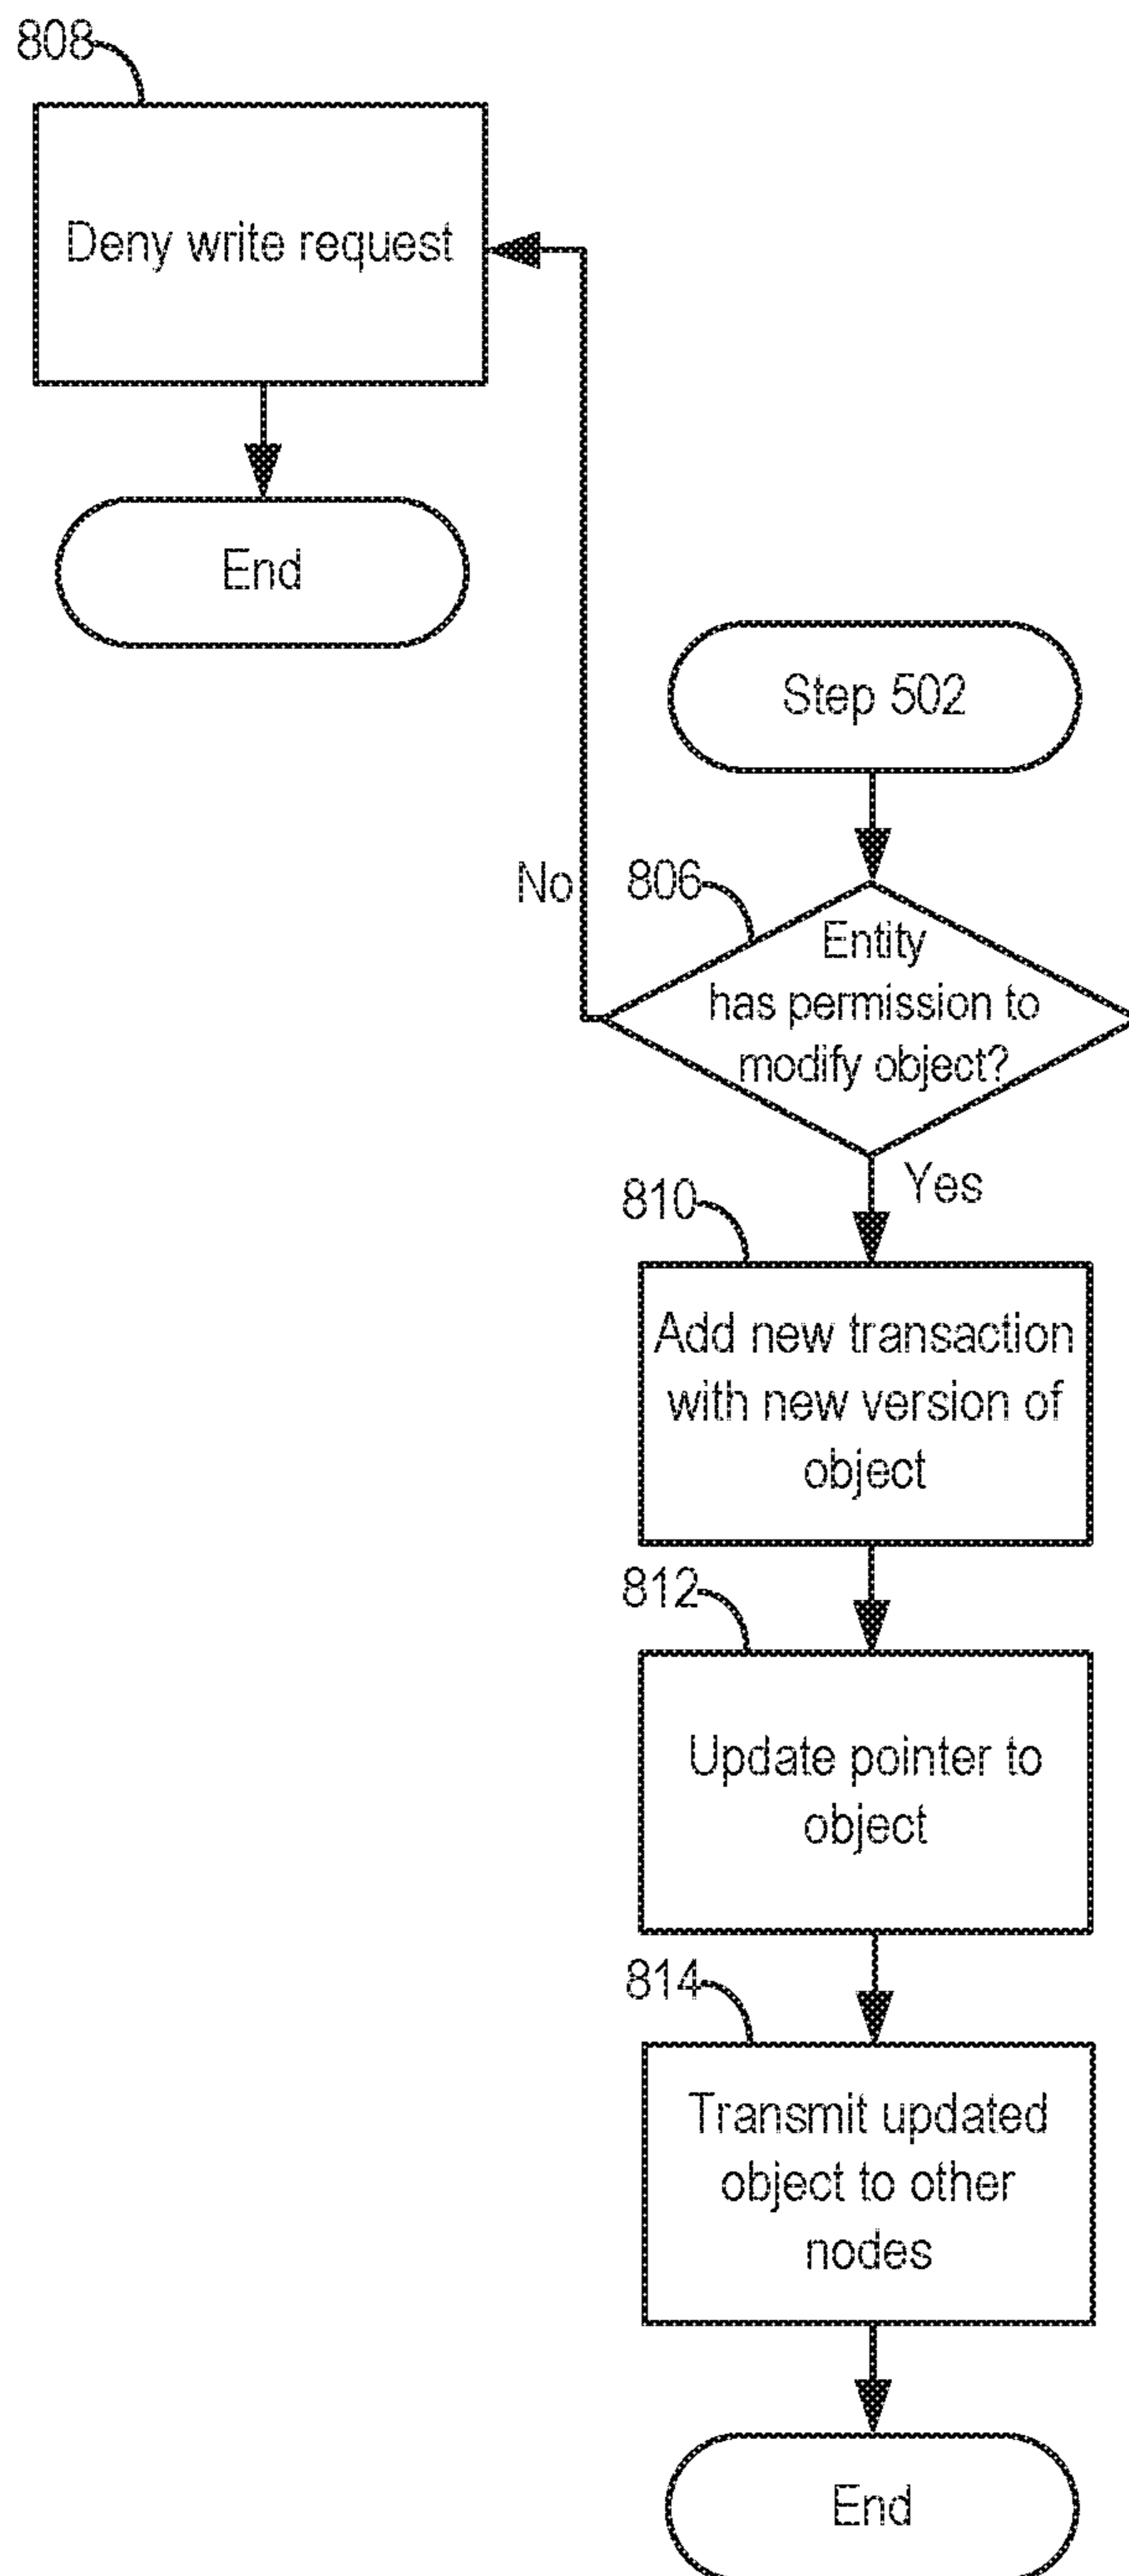 808
Deny write request
End
Step 502
No
806
Entity
has permission to
modify object?
Yes
810
Add new transaction
with new version of
object
812
Update pointer to
object
814
Transmit updated
object to other
nodes
End